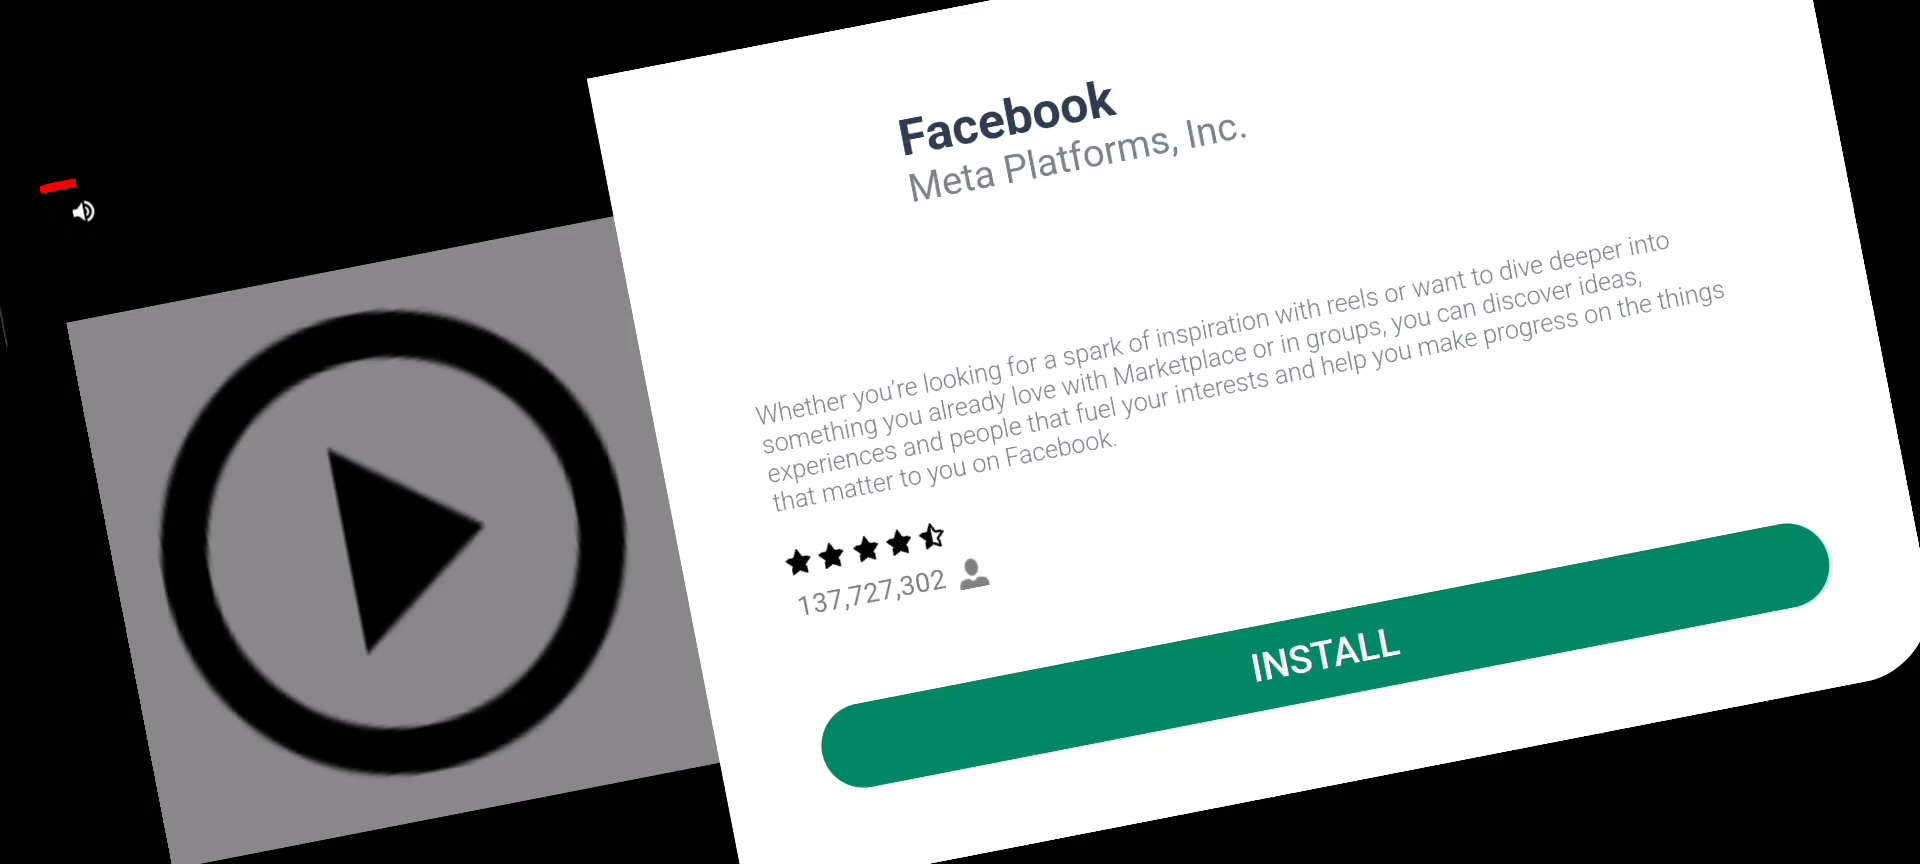 Facebook
Meta Platforms, Inc.
Whether you're looking for a spark of inspiration with reels or want to dive deeper into
something you already love with Marketplace or in groups, you can discover ideas,
experiences and people that fuel your interests and help you make progress on the things
that matter to you on Facebook.
137,727,302
INSTALL